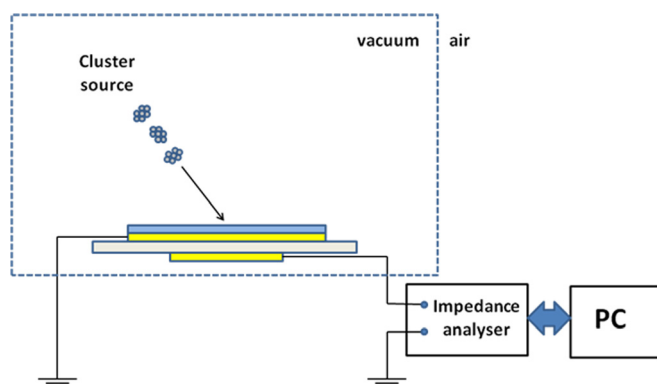 vacuum air
Cluster
source
Impedance
analyser
PC